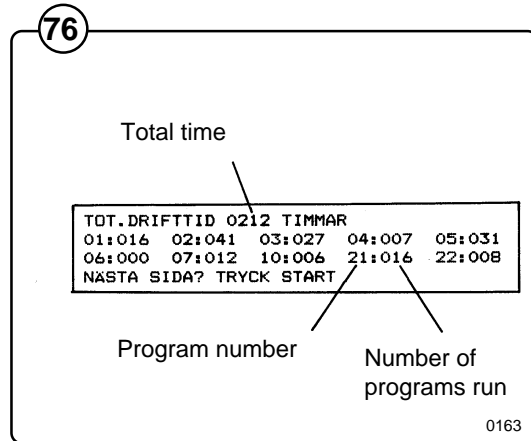 76
Total time
TOT.DRIFTTID 0212 TIMMAR
01:016 02:041 03:027 04:007 05:031
06:000 07:012 10:006 21:016 22:008
NÄSTA SIDA? TRYCK START
Program number
Number of
programs run
0163